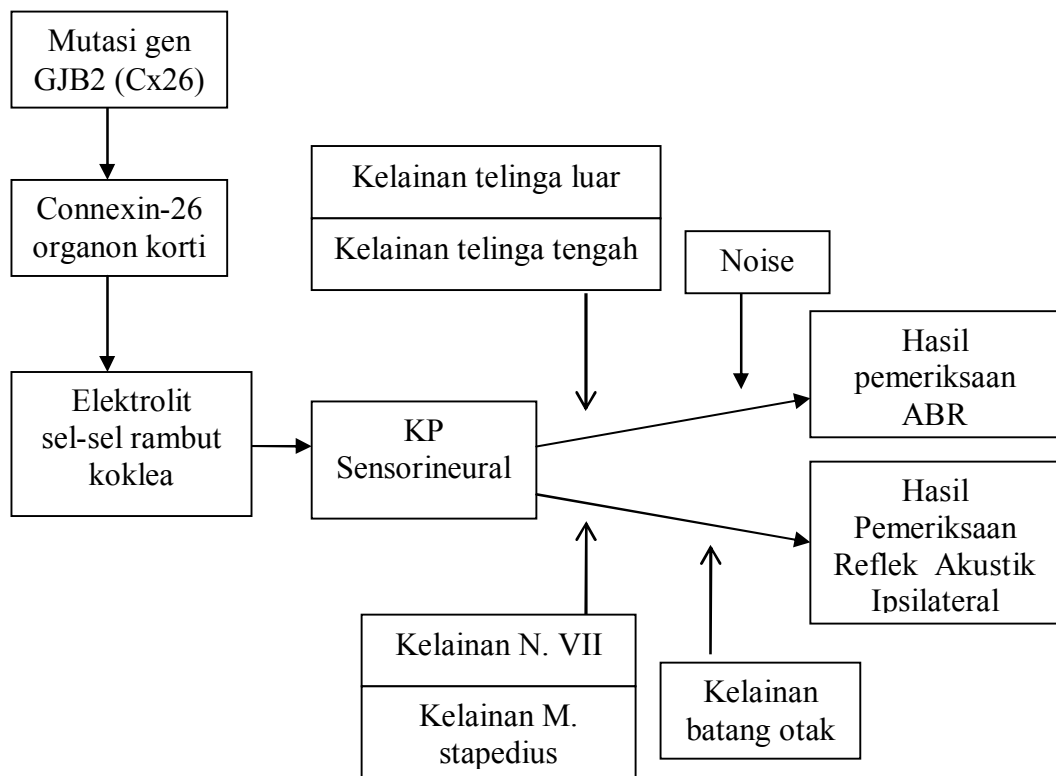 Mutasi gen
GJB2 (Cx26)
Connexin-26
organon korti
Elektrolit
sel-sel rambut
koklea
Kelainan telinga luar
Kelainan telinga tengah
KP
Sensorineural
Noise
Hasil
pemeriksaan
ABR
Hasil
Pemeriksaan
Reflek Akustik
Ipsilateral
Kelainan N. VII
Kelainan M.
stapedius
Kelainan
batang otak